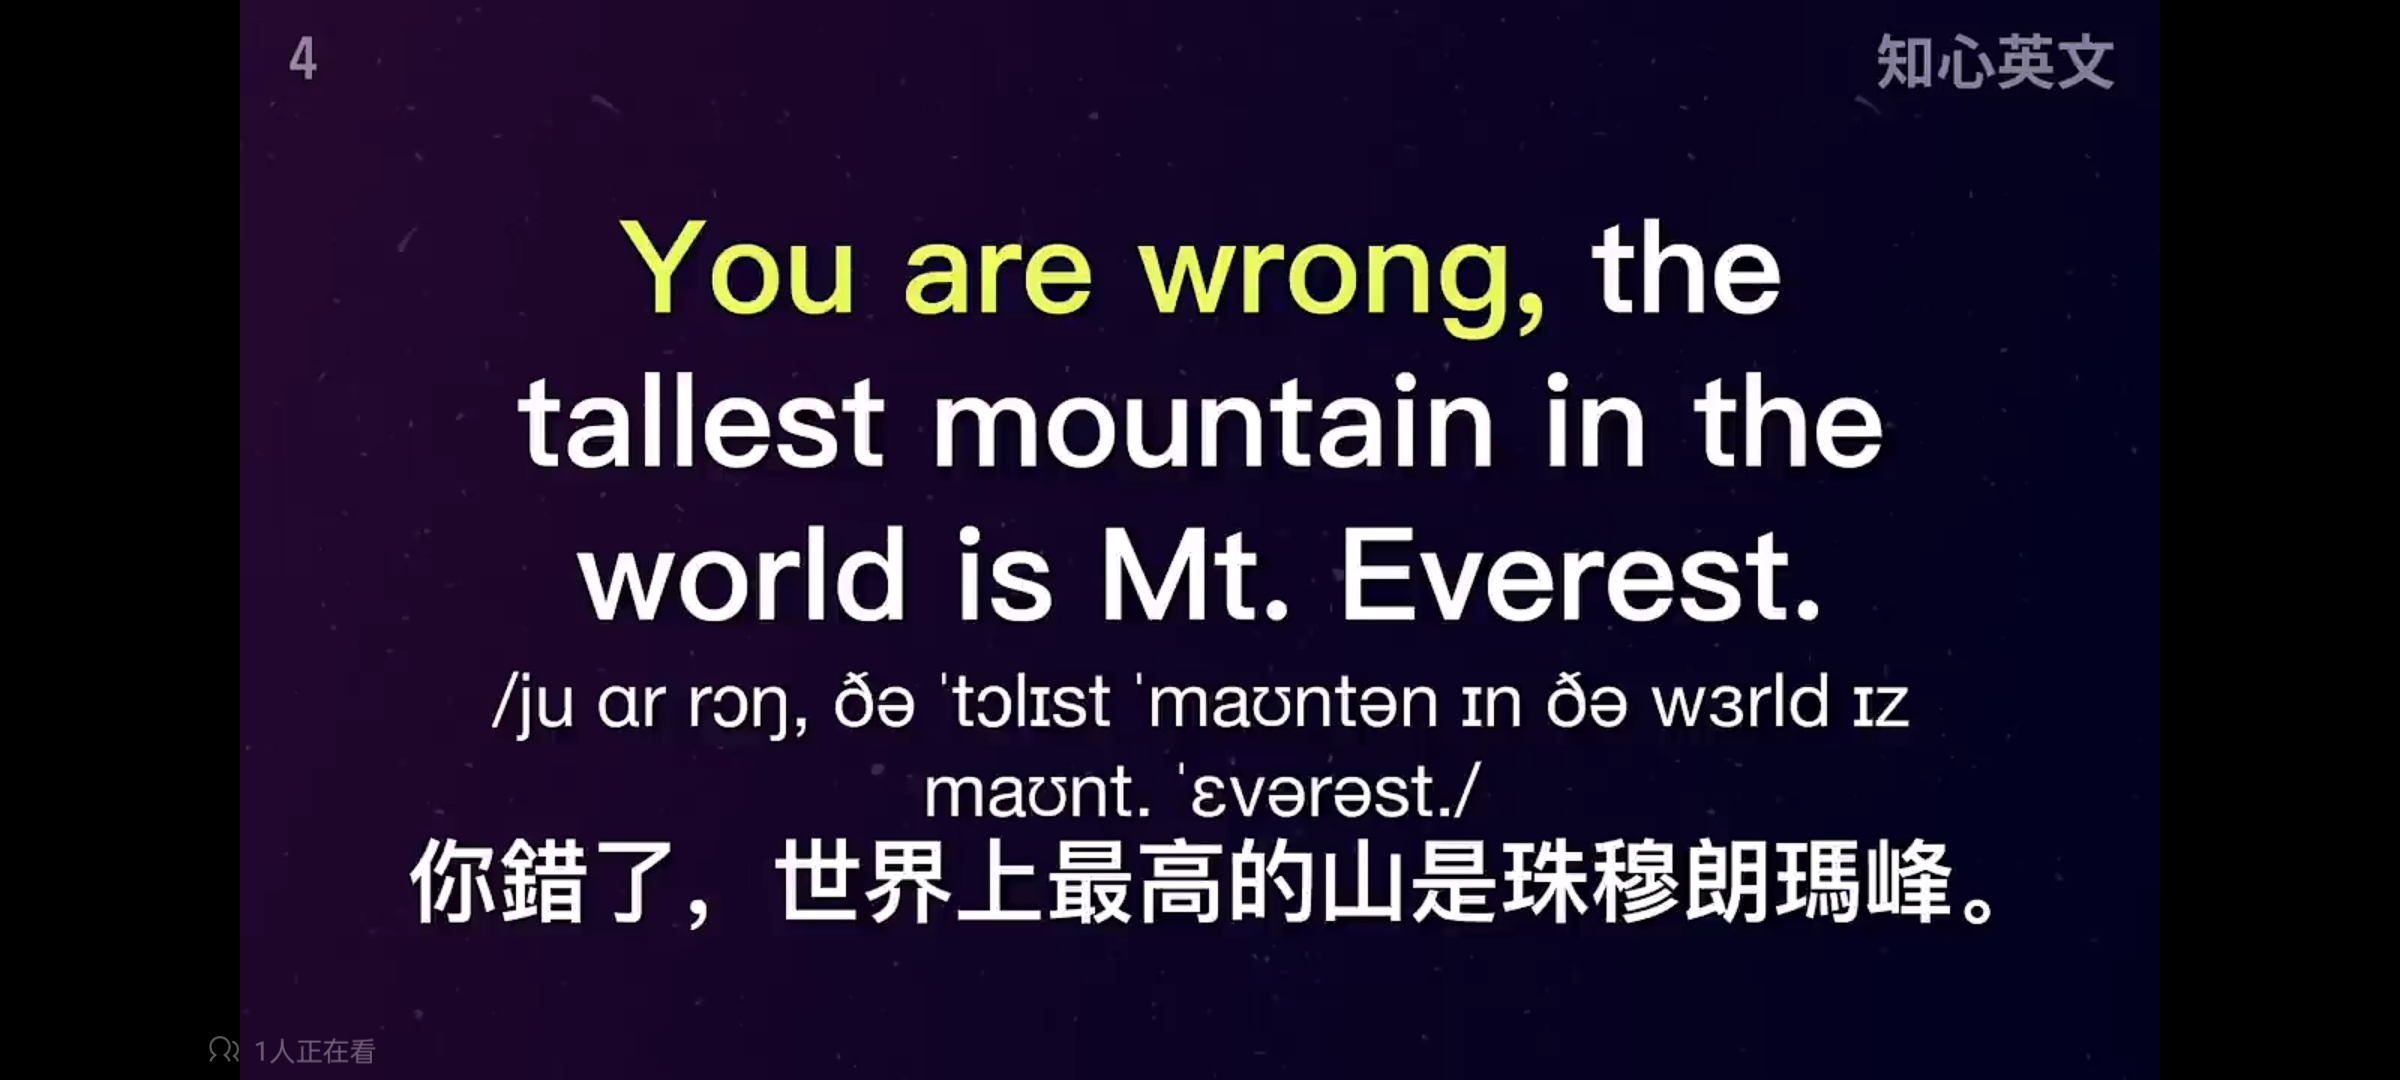 4
知心英文
You are wrong, the
tallest mountain in the
world is Mt. Everest.
/ju ɑr rɔŋ, ðə ˈtɔlɪst ˈmaʊntən ɪn ðə wɜrld ɪz
maʊnt. ˈɛvərəst./
你錯了，世界上最高的山是珠穆朗瑪峰。
1人正在看